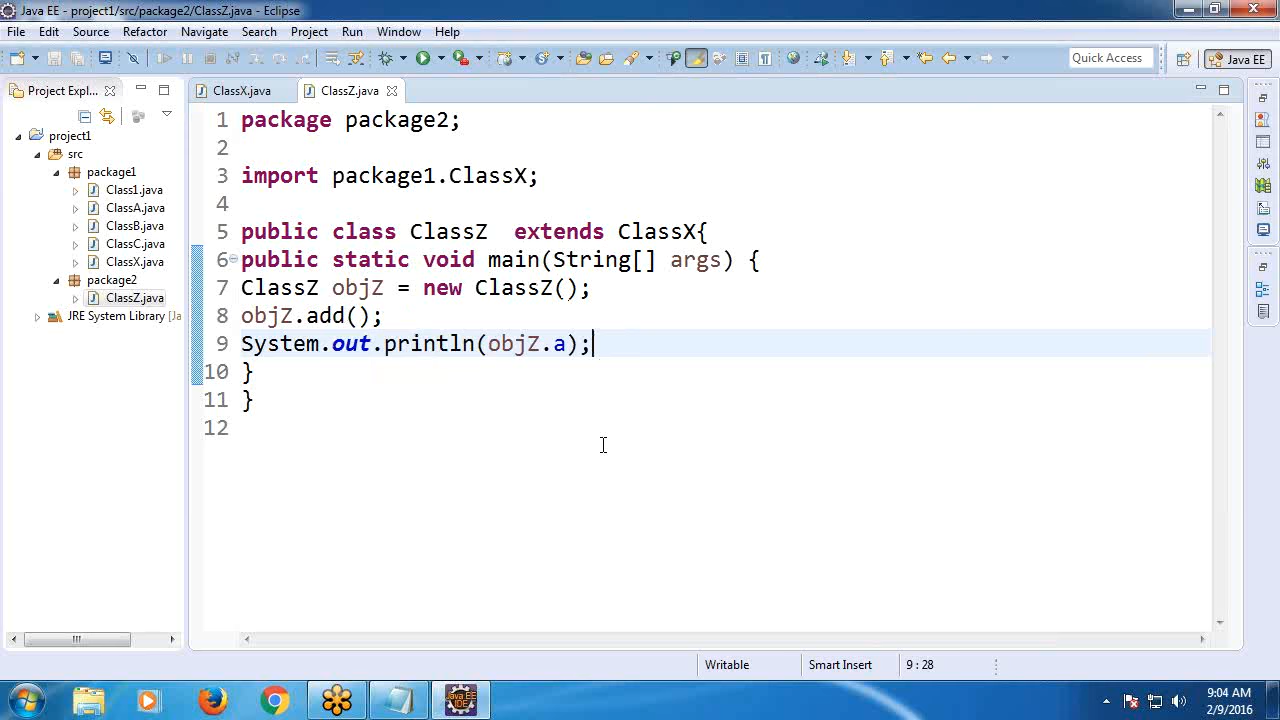 Java EE - project1/src/package2/ClassZ.java - Eclipse
File Edit Source Refactor Navigate Search Project Run Window Help
Quick Access
Java EE
Project Expl...
ClassX.java
ClassZ.java
project1
src
package1
Class1.java
ClassA.java
ClassB.java
ClassC.java
ClassX.java
package2
ClassZ.java
JRE System Library [Ja
1 package package2;
2
3 import package1.ClassX;
4
5 public class ClassZ  extends ClassX{
6 public static void main(String[] args) {
7 ClassZ objZ = new ClassZ();
8 objZ.add();
9 System.out.println(objZ.a);
10 }
11 }
12
Writable
Smart Insert
9 : 28
Java EE
IDE
9:04 AM
2/9/2016